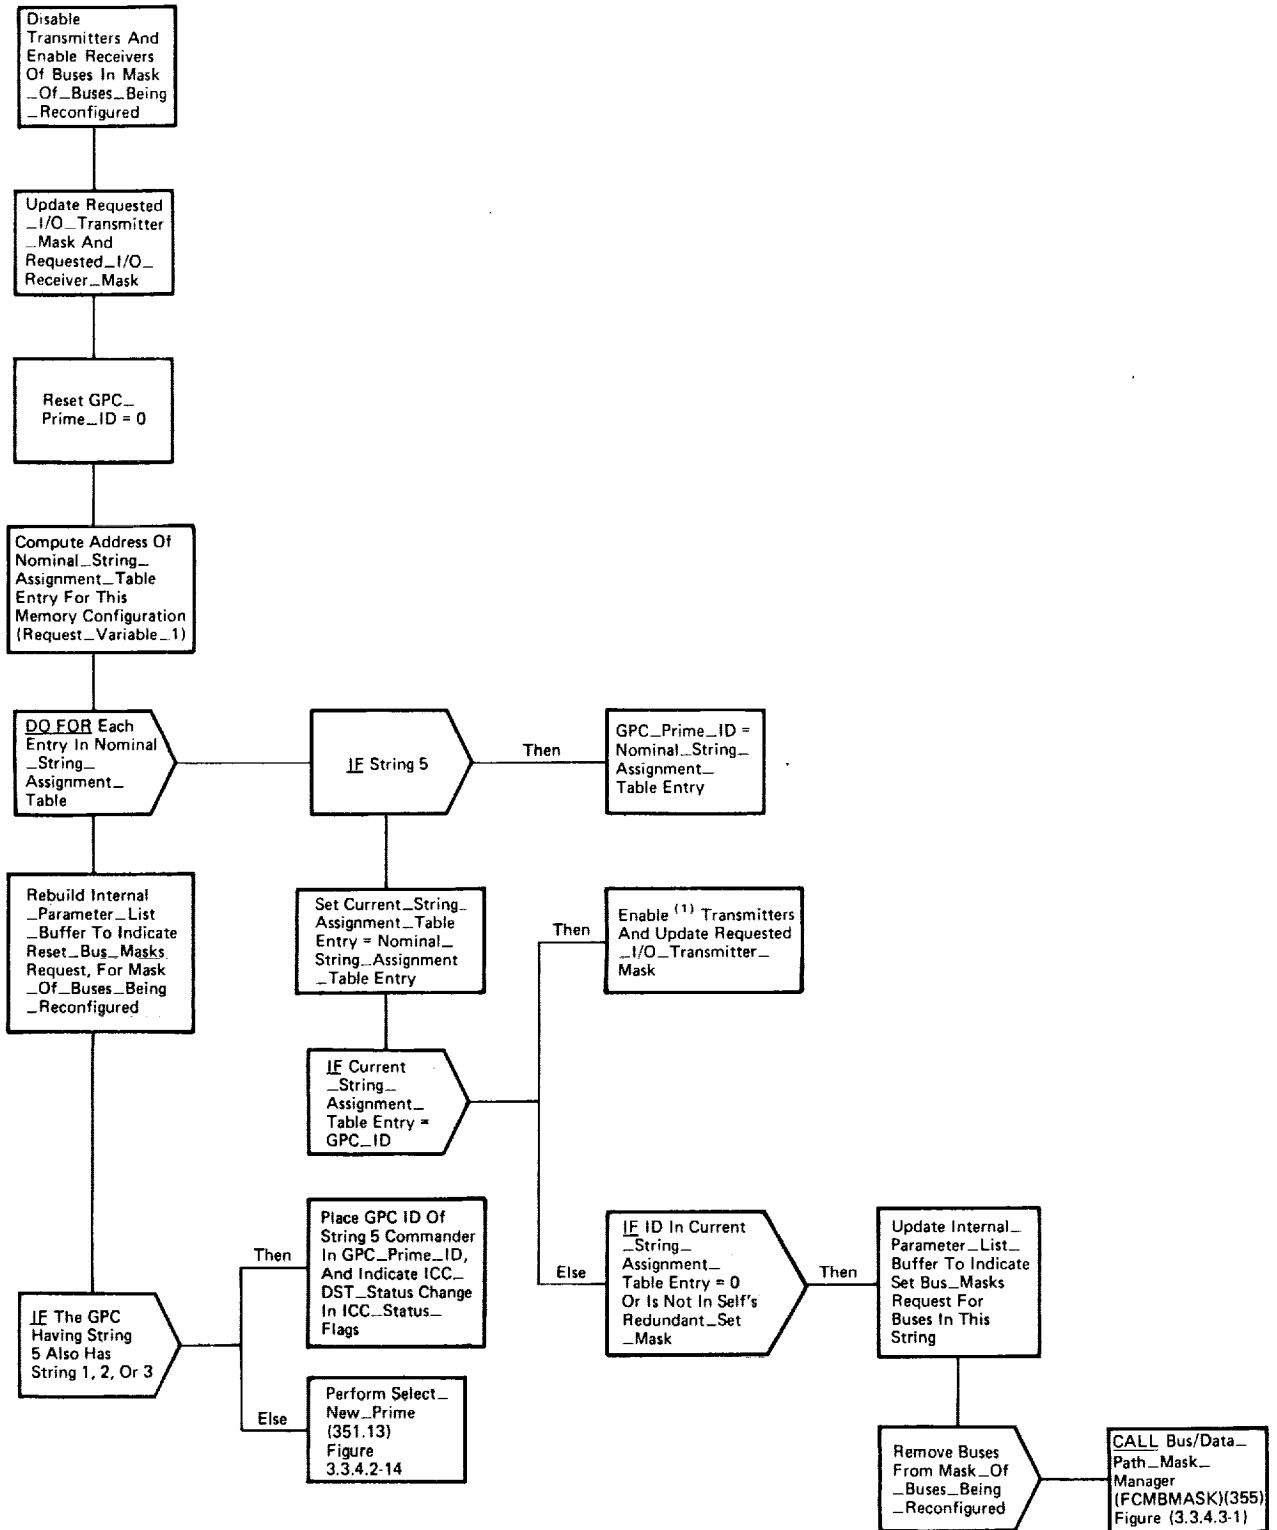 Disable
Transmitters And
Enable Receivers
Of Buses In Mask
_Of_Buses_Being
_Reconfigured
Update Requested
_I/O_Transmitter
_Mask And
Requested_I/O_
Receiver_Mask
Reset GPC_
Prime_ID = 0
Compute Address Of
Nominal_String_
Assignment_Table
Entry For This
Memory Configuration
(Request_Variable_1)
DO FOR Each
Entry In Nominal
_String_
Assignment_
Table
IF String 5
Then
GPC_Prime_ID =
Nominal_String_
Assignment_
Table Entry
Rebuild Internal
_Parameter_List
_Buffer To Indicate
Reset_Bus_Masks
Request, For Mask
_Of_Buses_Being
_Reconfigured
Set Current_String_
Assignment_Table
Entry = Nominal_
String_Assignment
_Table Entry
Then
Enable (1) Transmitters
And Update Requested
_I/O_Transmitter_
Mask
IF Current
_String_
Assignment_
Table Entry =
GPC_ID
Else
IF ID In Current
_String_
Assignment_
Table Entry = 0
Or Is Not In Self's
Redundant_Set
_Mask
Then
Update Internal_
Parameter_List_
Buffer To Indicate
Set Bus_Masks
Request For
Buses In This
String
IF The GPC
Having String
5 Also Has
String 1, 2, Or 3
Then
Place GPC ID Of
String 5 Commander
In GPC_Prime_ID,
And Indicate ICC_
DST_Status Change
In ICC_Status_
Flags
Else
Perform Select_
New_Prime
(351.13)
Figure
3.3.4.2-14
Remove Buses
From Mask_Of
_Buses_Being
_Reconfigured
CALL Bus/Data_
Path_Mask_
Manager
(FCMBMASK)(355)
Figure (3.3.4.3-1)